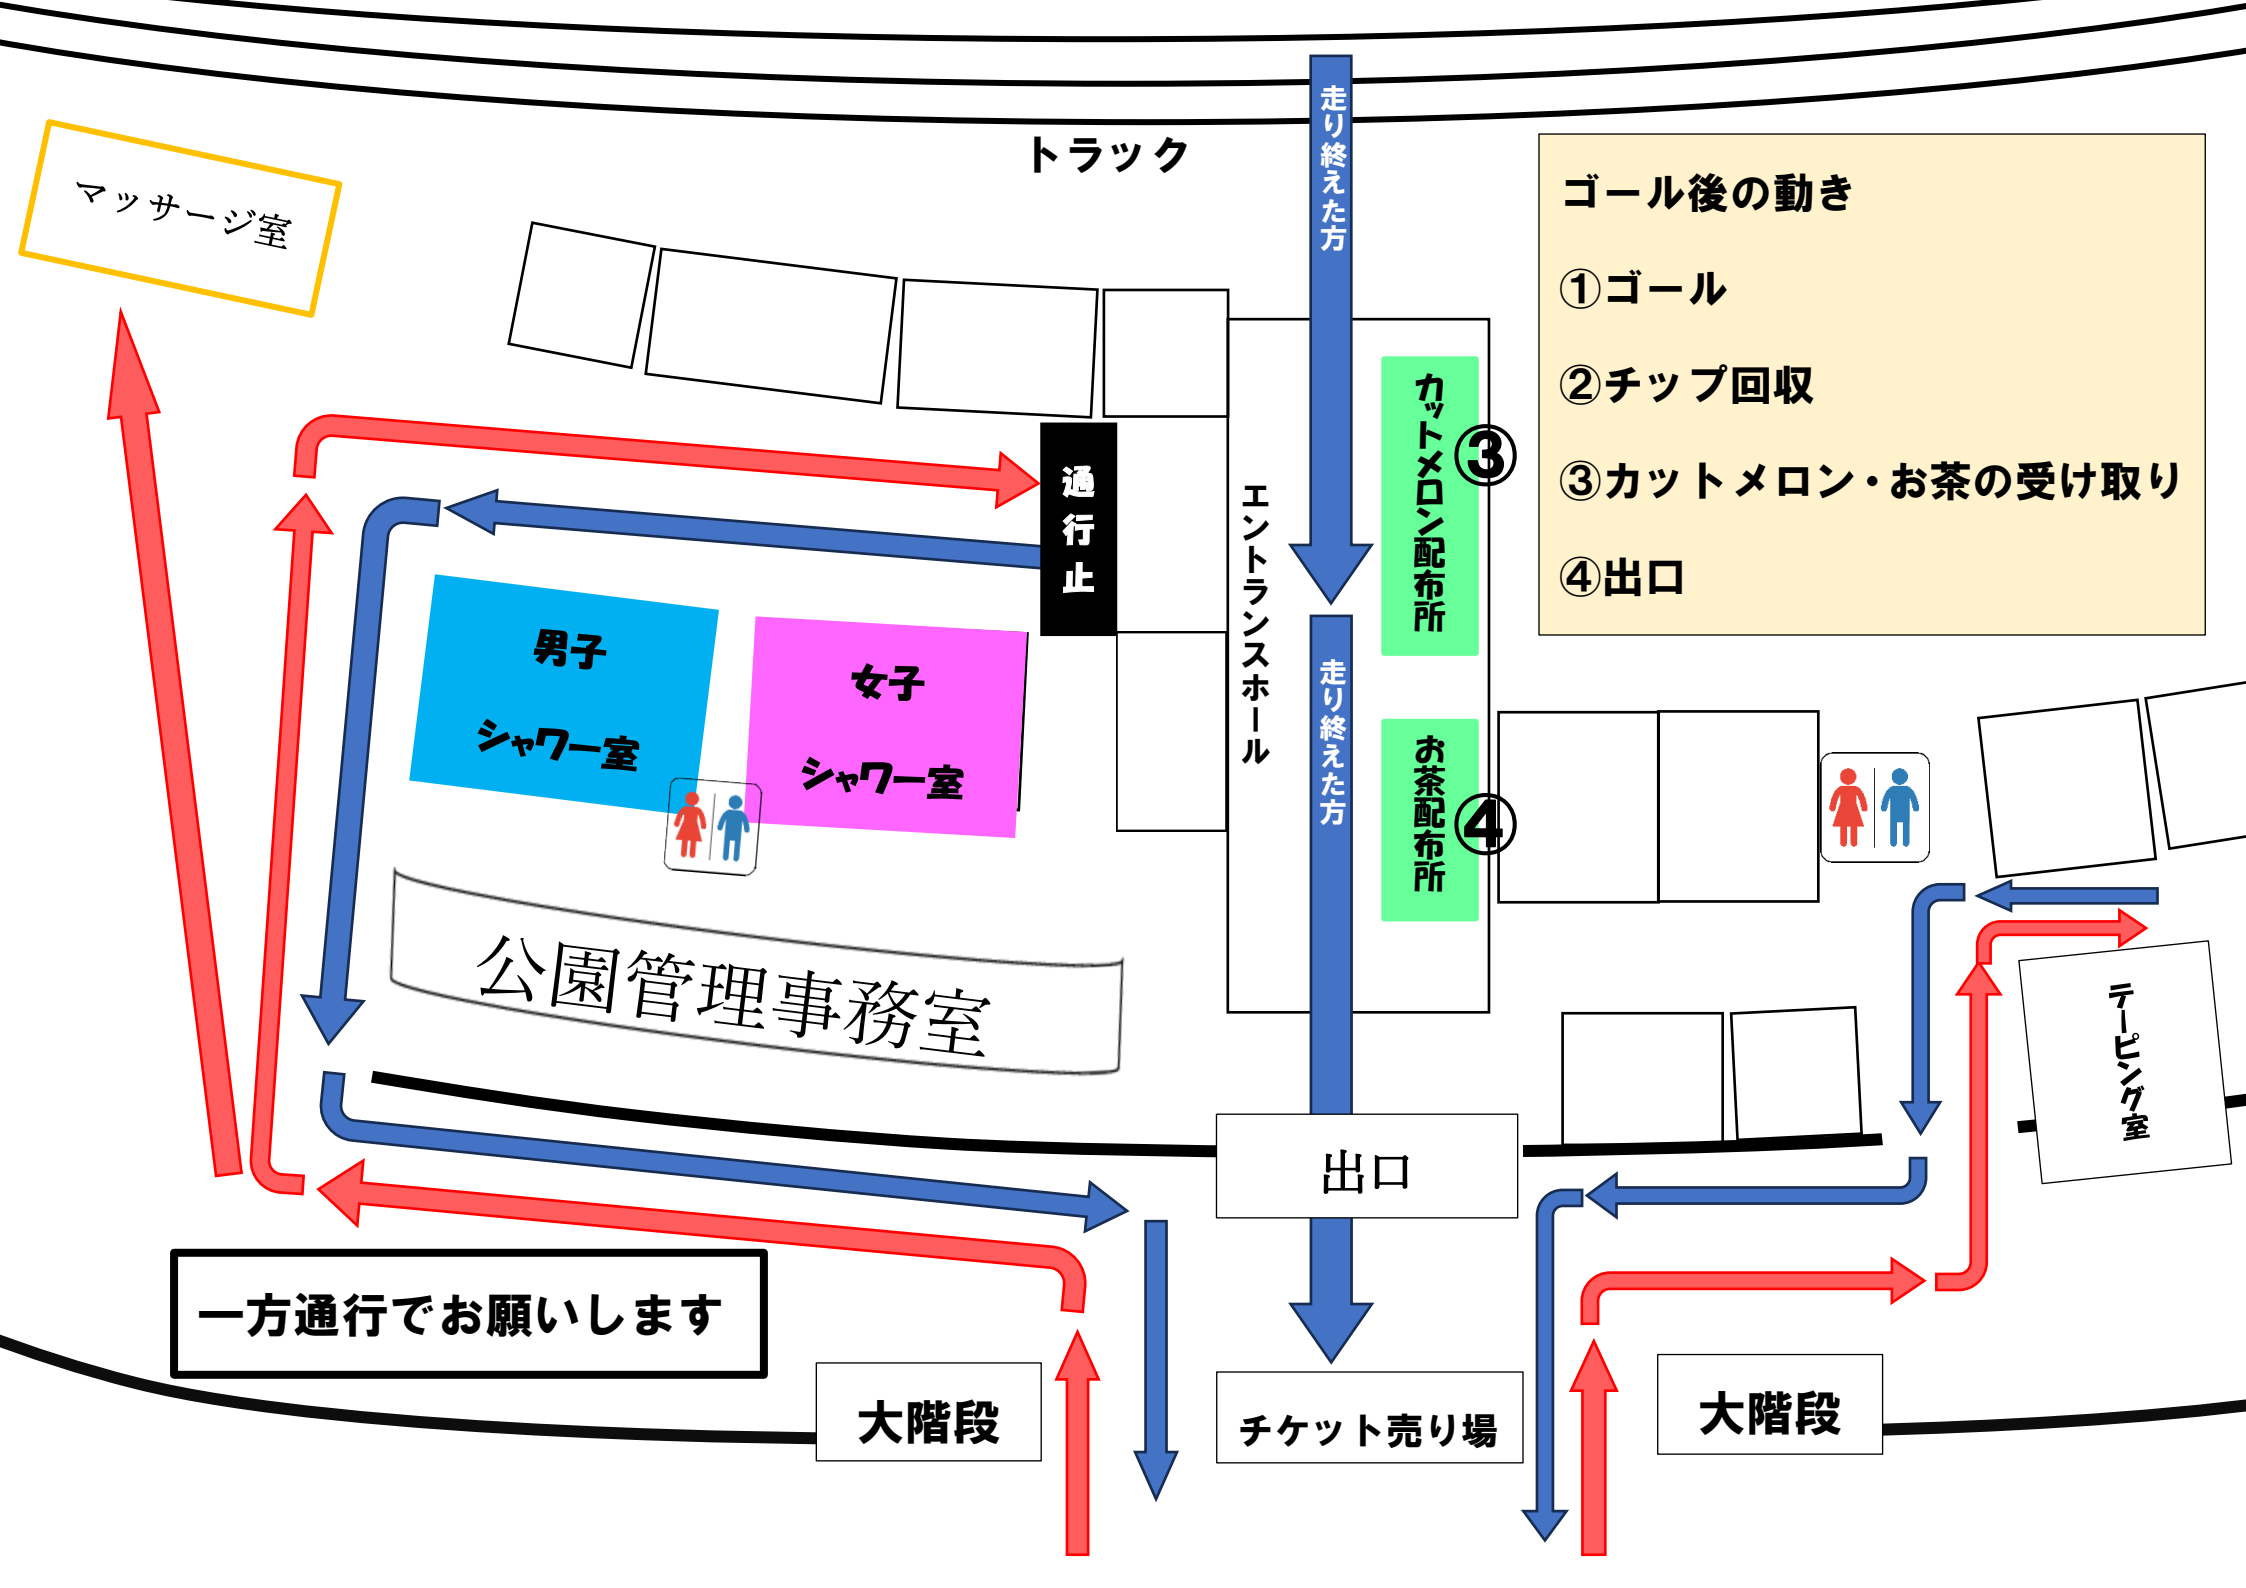 走り終えた方
トラック
マッサージ室
ゴール後の動き
①ゴール
②チップ回収
③カットメロン・お茶の受け取り
④出口
カットメロン配布所
③
通行止
エントランスホール
男子
シャワー室
女子
シャワー室
走り終えた方
お茶配布所
④
公園管理事務室
テーピング室
出口
一方通行でお願いします
大階段
チケット売り場
大階段